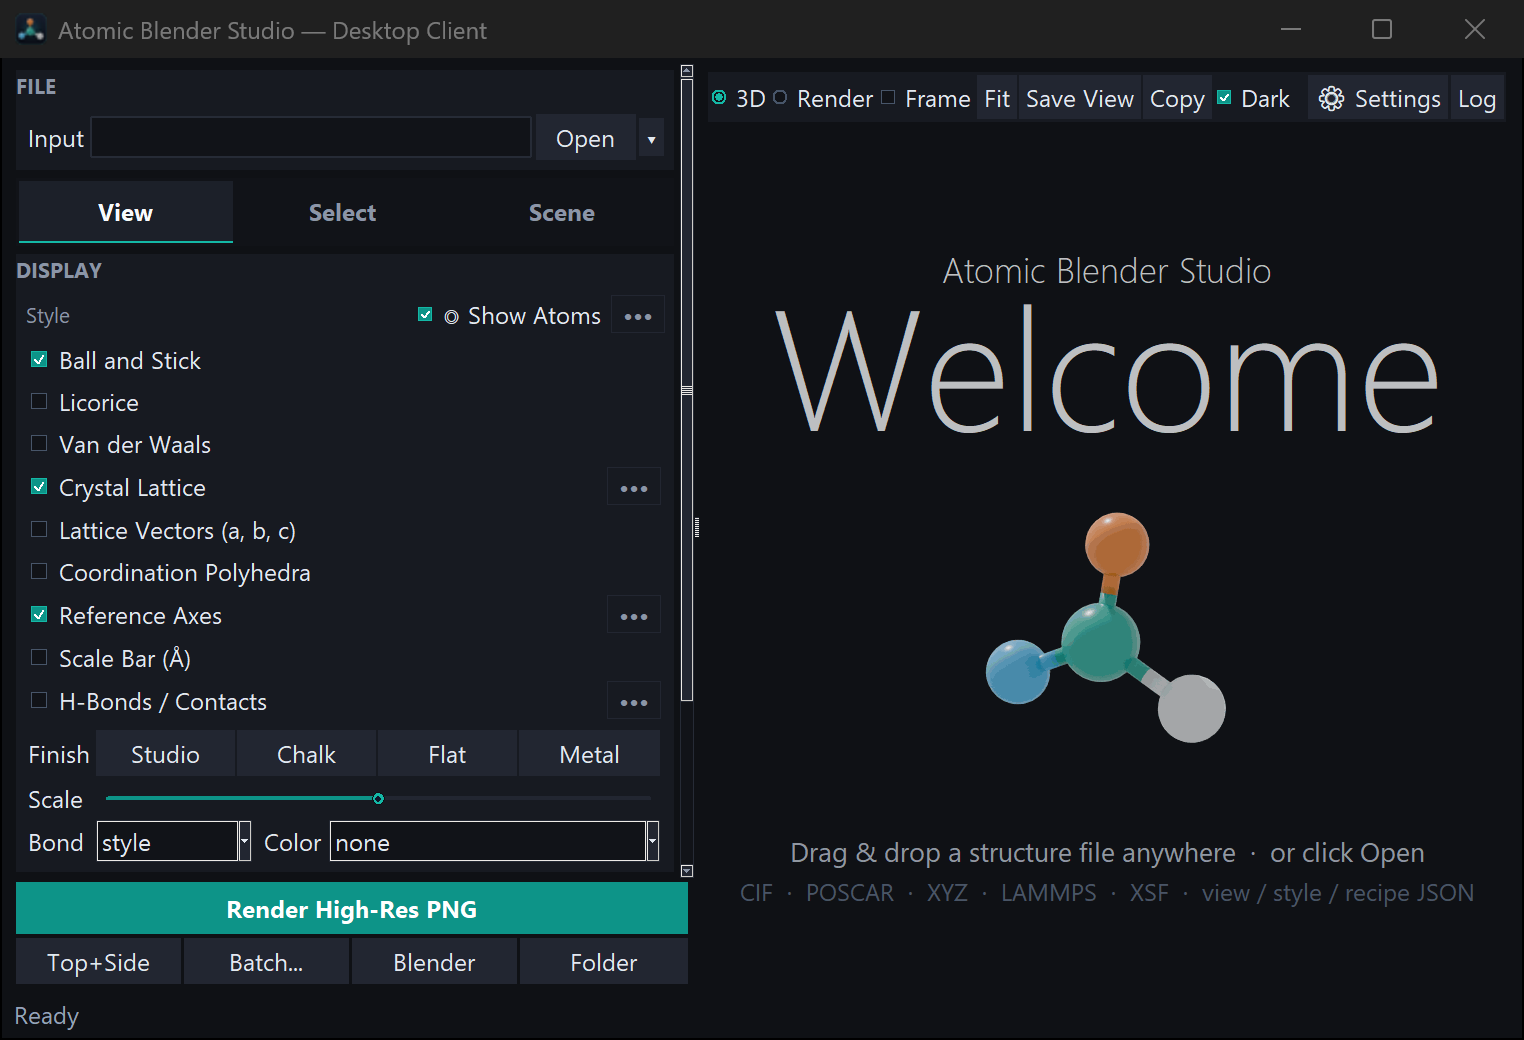 Atomic Blender Studio — Desktop Client
FILE
Input
Open
View
Select
Scene
DISPLAY
Style
Show Atoms
Ball and Stick
Licorice
Van der Waals
Crystal Lattice
Lattice Vectors (a, b, c)
Coordination Polyhedra
Reference Axes
Scale Bar (Å)
H-Bonds / Contacts
Finish
Studio
Chalk
Flat
Metal
Scale
Bond
style
Color
none
Render High-Res PNG
Top+Side
Batch...
Blender
Folder
Ready
3D
Render
Frame
Fit
Save View
Copy
Dark
Settings
Log
Atomic Blender Studio
Welcome
Drag & drop a structure file anywhere · or click Open
CIF · POSCAR · XYZ · LAMMPS · XSF · view / style / recipe JSON